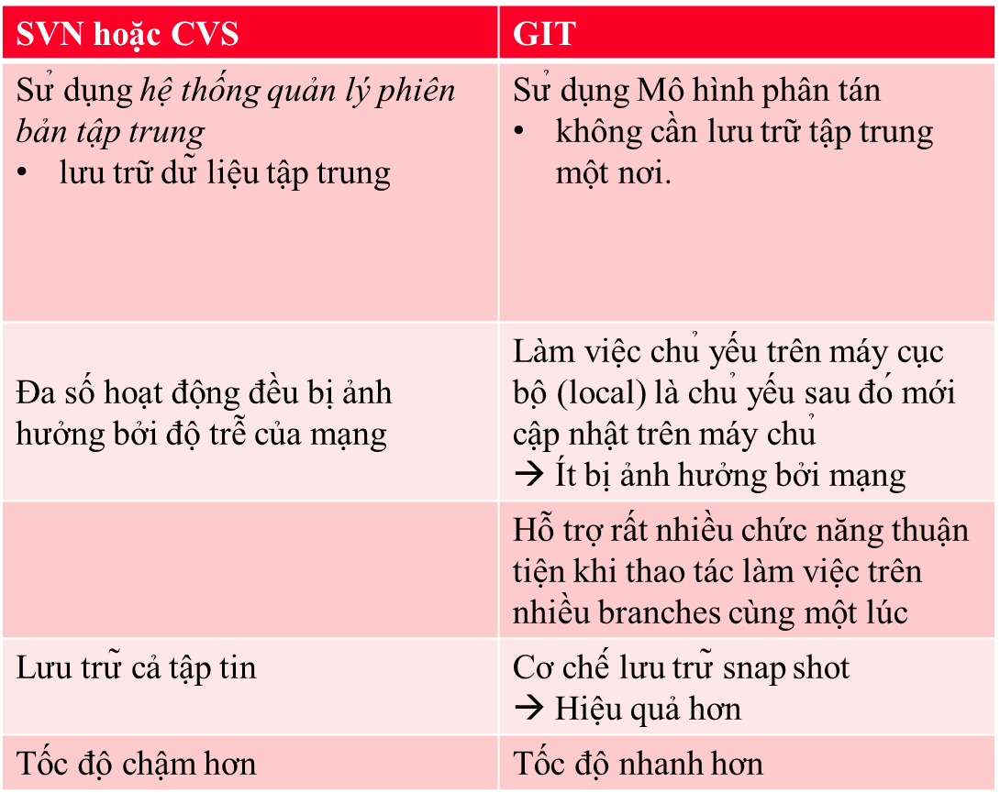 SVN hoặc CVS
GIT
Sử dụng hệ thống quản lý phiên
bản tập trung
• lưu trữ dữ liệu tập trung
Sử dụng Mô hình phân tán
• không cần lưu trữ tập trung
một nơi.
Đa số hoạt động đều bị ảnh
hưởng bởi độ trễ của mạng
Làm việc chủ yếu trên máy cục
bộ (local) là chủ yếu sau đó mới
cập nhật trên máy chủ
→ Ít bị ảnh hưởng bởi mạng
Hỗ trợ rất nhiều chức năng thuận
tiện khi thao tác làm việc trên
nhiều branches cùng một lúc
Lưu trữ cả tập tin
Cơ chế lưu trữ snap shot
→ Hiệu quả hơn
Tốc độ chậm hơn
Tốc độ nhanh hơn